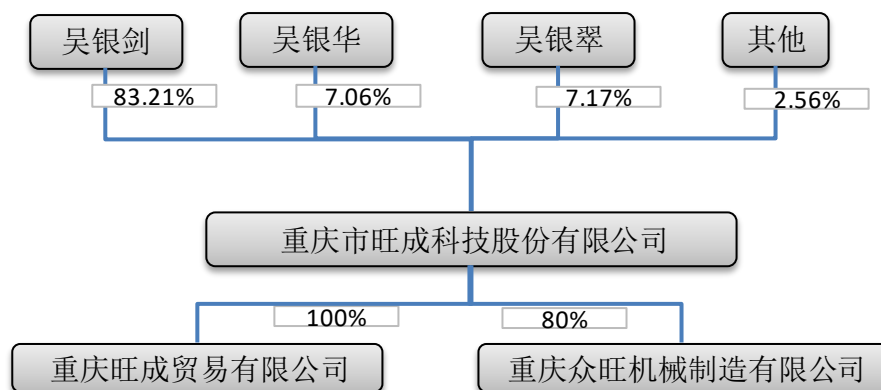 吴银剑
吴银华
吴银翠
其他
83.21%
7.06%
7.17%
2.56%
重庆市旺成科技股份有限公司
100%
80%
重庆旺成贸易有限公司
重庆众旺机械制造有限公司